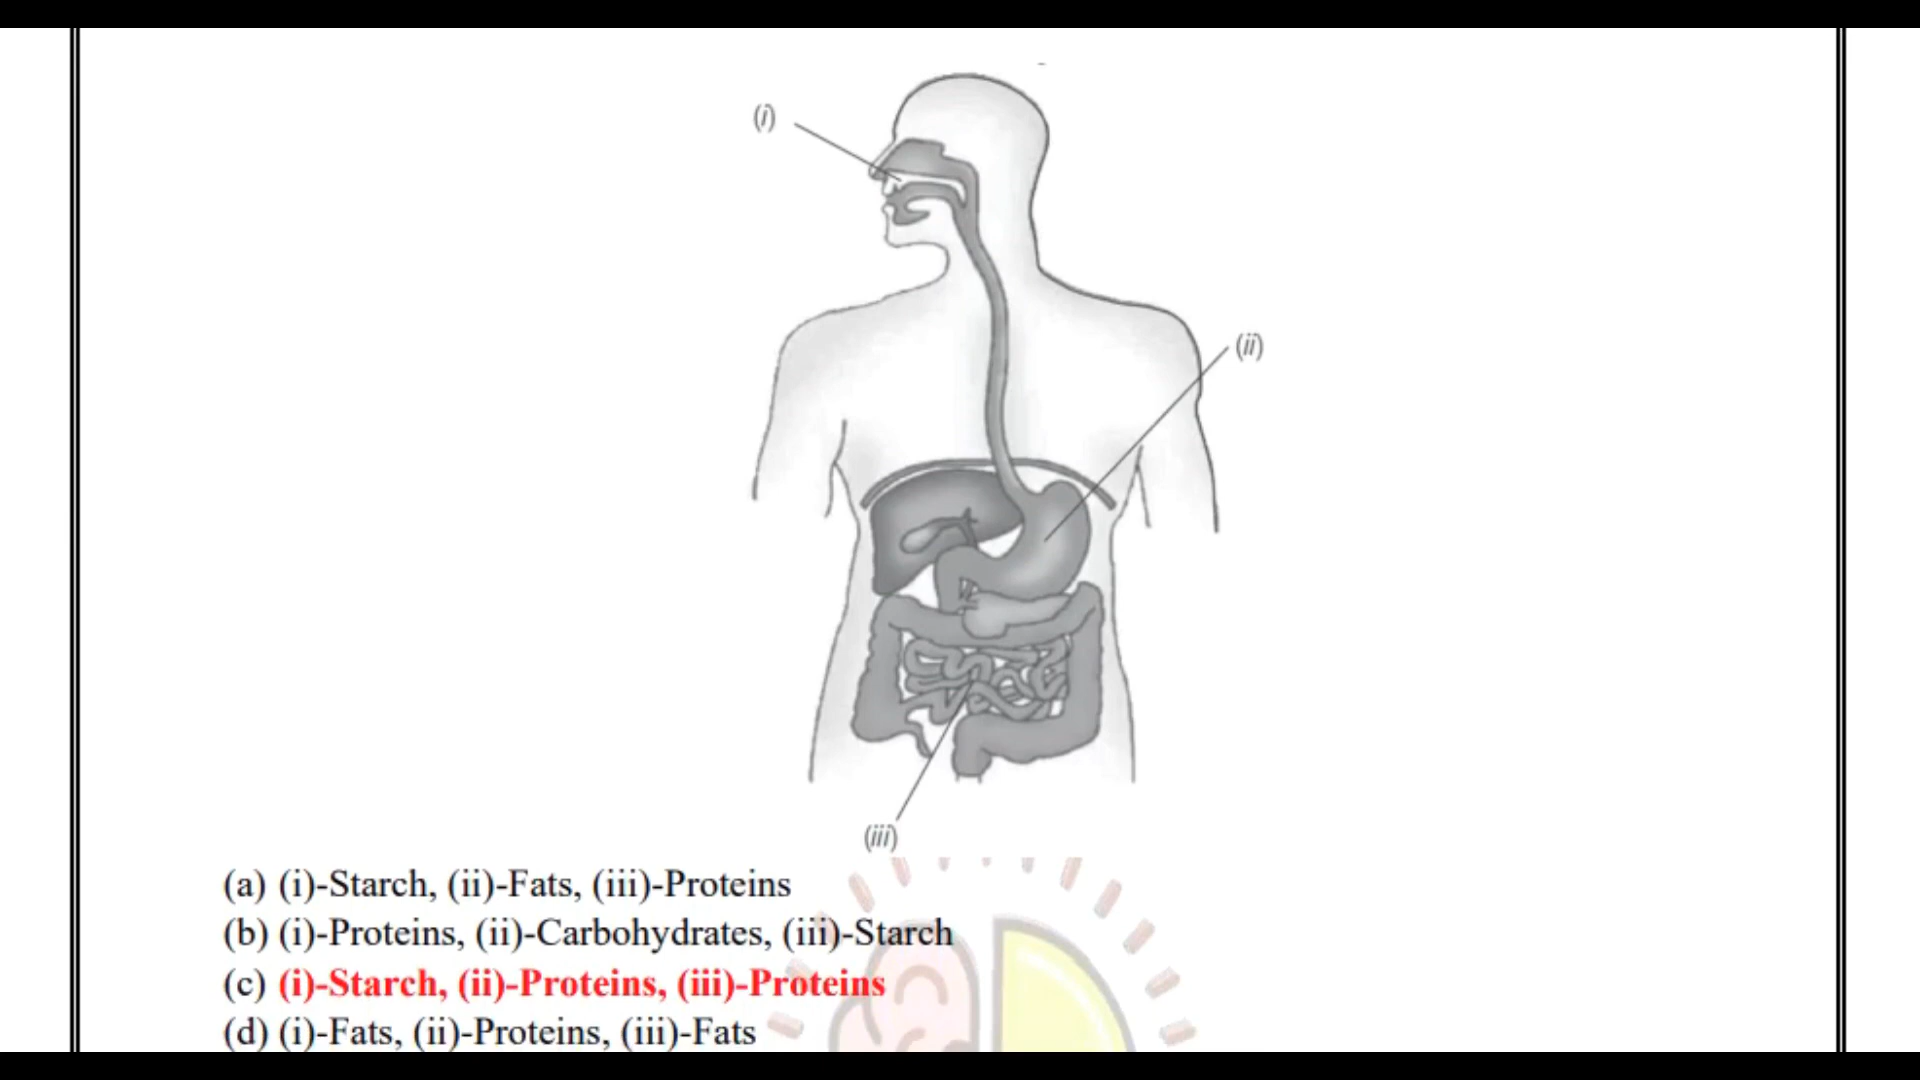 (i)
(ii)
(iii)
(a) (i)-Starch, (ii)-Fats, (iii)-Proteins
(b) (i)-Proteins, (ii)-Carbohydrates, (iii)-Starch
(c) (i)-Starch, (ii)-Proteins, (iii)-Proteins
(d) (i)-Fats, (ii)-Proteins, (iii)-Fats